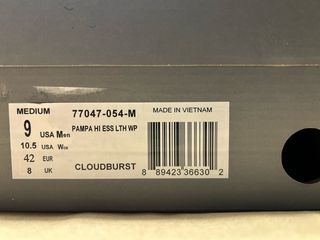 MEDIUM 77047-054-M MADE IN VIETNAM
9 USA Men PAMPA HI ESS LTH WP
10.5 USA Wos
42 EUR
8 UK CLOUDBURST
8 89423 36630 2